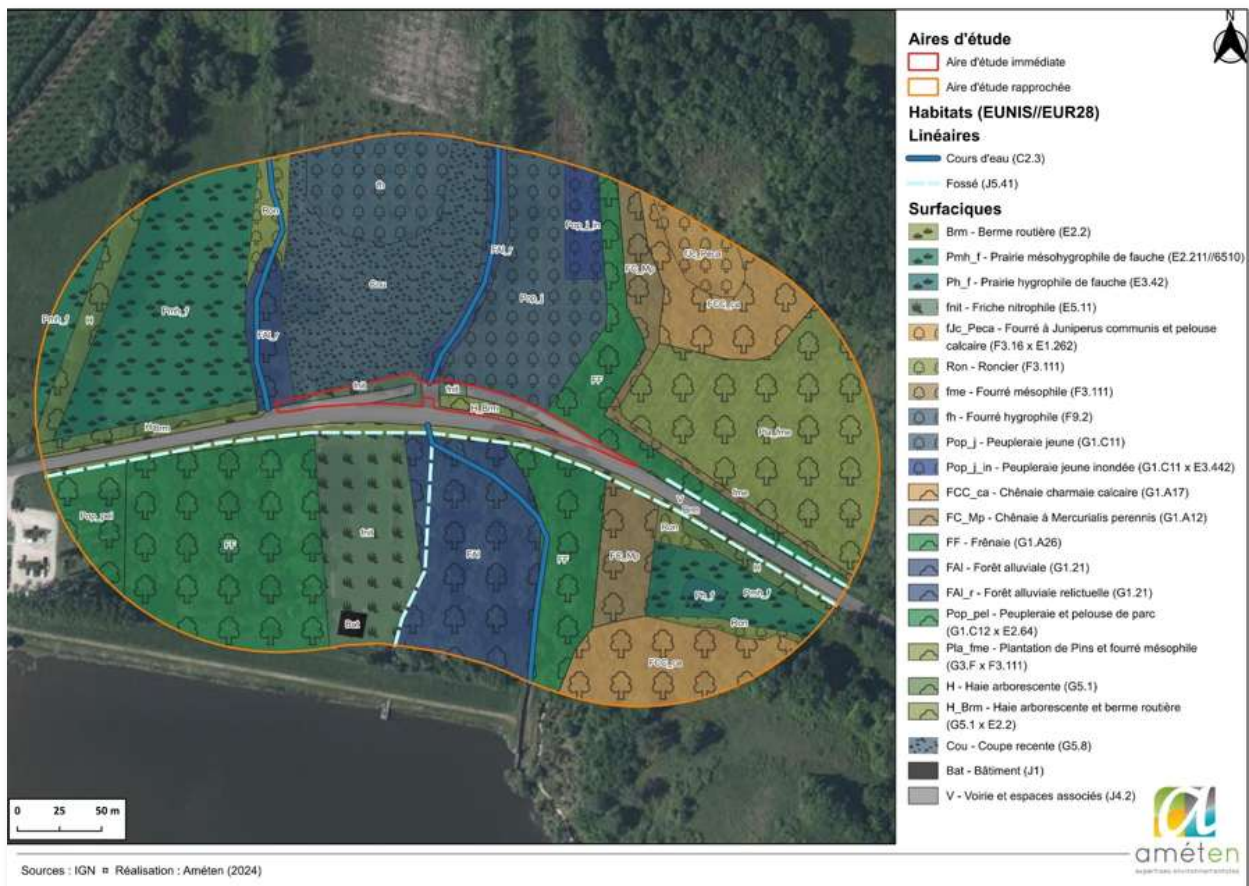 N
Aires d'étude
Aire d'étude immédiate
Aire d'étude rapprochée
Habitats (EUNIS//EUR28)
Linéaires
Cours d'eau (C2.3)
Fossé (J5.41)
Surfaciques
Brm - Berme routière (E2.2)
Pmh_f - Prairie mésohygrophile de fauche (E2.211//6510)
Ph_f - Prairie hygrophile de fauche (E3.42)
fnit - Friche nitrophile (E5.11)
fJc_Peca - Fourré à Juniperus communis et pelouse
calcaire (F3.16 x E1.262)
Ron - Roncier (F3.111)
fme - Fourré mésophile (F3.111)
fh - Fourré hygrophile (F9.2)
Pop_j - Peupleraie jeune (G1.C11)
Pop_j_in - Peupleraie jeune inondée (G1.C11 x E3.442)
FCC_ca - Chênaie charmaie calcaire (G1.A17)
FC_Mp - Chênaie à Mercurialis perennis (G1.A12)
FF - Frênaie (G1.A26)
FAl - Forêt alluviale (G1.21)
FAl_r - Forêt alluviale relictuelle (G1.21)
Pop_pel - Peupleraie et pelouse de parc
(G1.C12 x E2.64)
Pla_fme - Plantation de Pins et fourré mésophile
(G3.F x F3.111)
H - Haie arborescente (G5.1)
H_Brm - Haie arborescente et berme routière
(G5.1 x E2.2)
Cou - Coupe recente (G5.8)
Bat - Bâtiment (J1)
V - Voirie et espaces associés (J4.2)
fh
Ron
Pop_j_in
FAl_r
FC_Mp
fJc_Peca
Cou
Pop_j
FCC_ca
Pmh_f
H
Pmh_f
FAl_r
fnit
fnit
FF
H_Brm
H_Brm
Pla_fme
V
fme
Brm
Pop_pel
FF
fnit
FAl
FF
FC_Mp
Ron
H
Ph_f
Pmh_f
Bat
Ron
FCC_ca
0 25 50 m
améten
expertises environnementales
Sources : IGN ¤ Réalisation : Améten (2024)